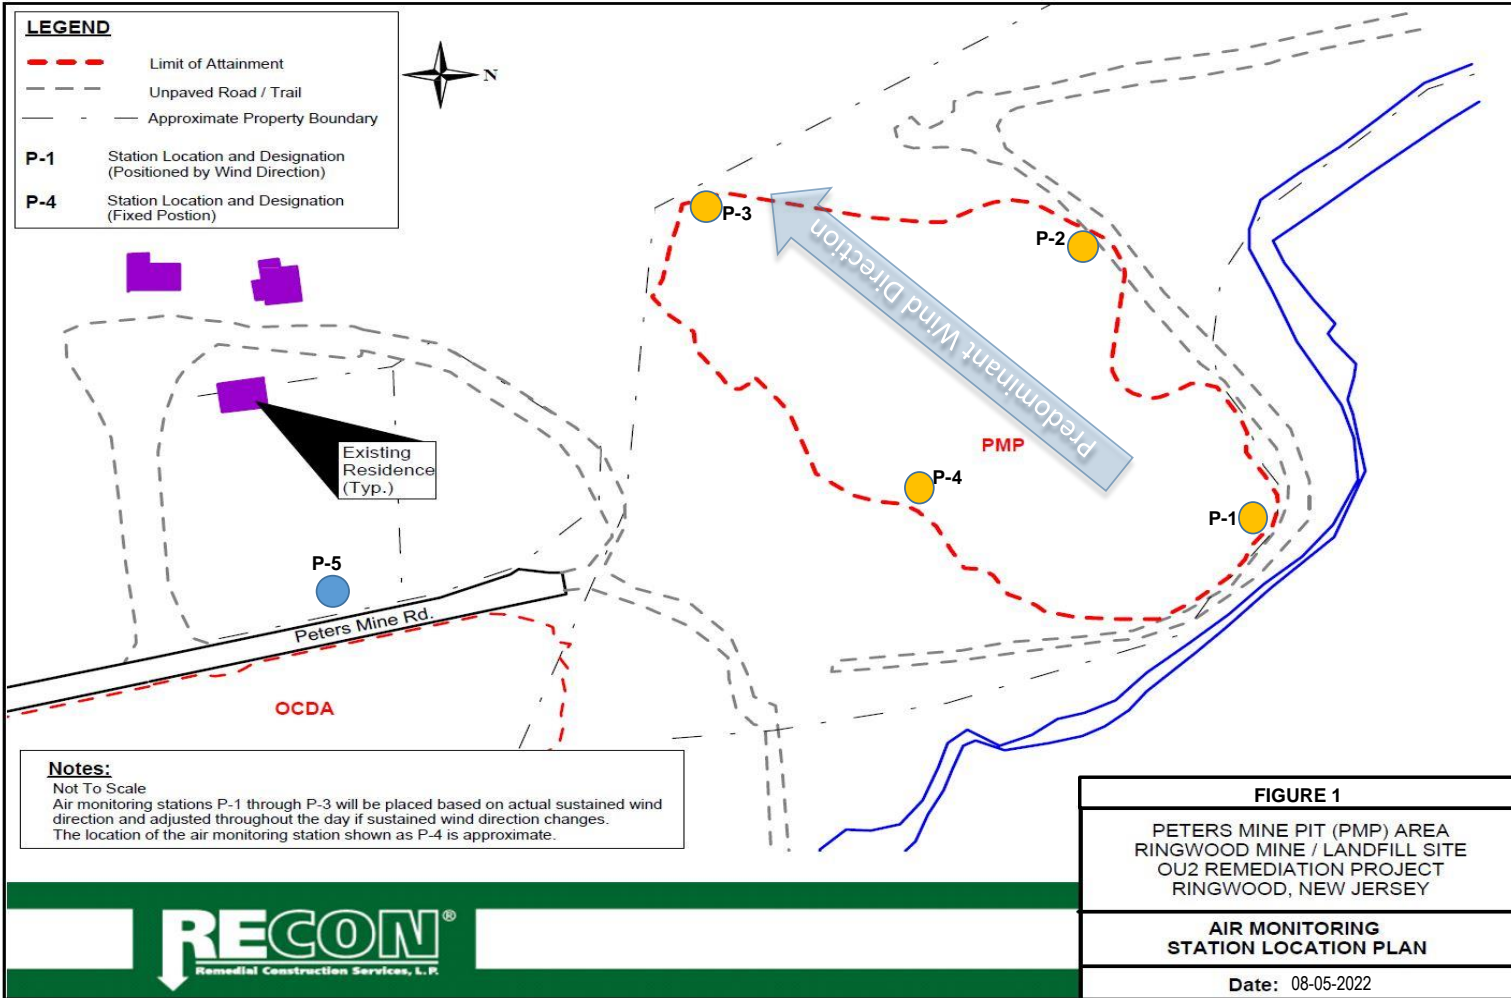 LEGEND
Limit of Attainment
Unpaved Road / Trail
Approximate Property Boundary
P-1 Station Location and Designation
(Positioned by Wind Direction)
P-4 Station Location and Designation
(Fixed Postion)
N
P-3
P-2
Predominant Wind Direction
PMP
P-4
P-1
Existing
Residence
(Typ.)
P-5
Peters Mine Rd.
OCDA
Notes:
Not To Scale
Air monitoring stations P-1 through P-3 will be placed based on actual sustained wind
direction and adjusted throughout the day if sustained wind direction changes.
The location of the air monitoring station shown as P-4 is approximate.
RECON®
Remedial Construction Services, L.P.
FIGURE 1
PETERS MINE PIT (PMP) AREA
RINGWOOD MINE / LANDFILL SITE
OU2 REMEDIATION PROJECT
RINGWOOD, NEW JERSEY
AIR MONITORING
STATION LOCATION PLAN
Date: 08-05-2022